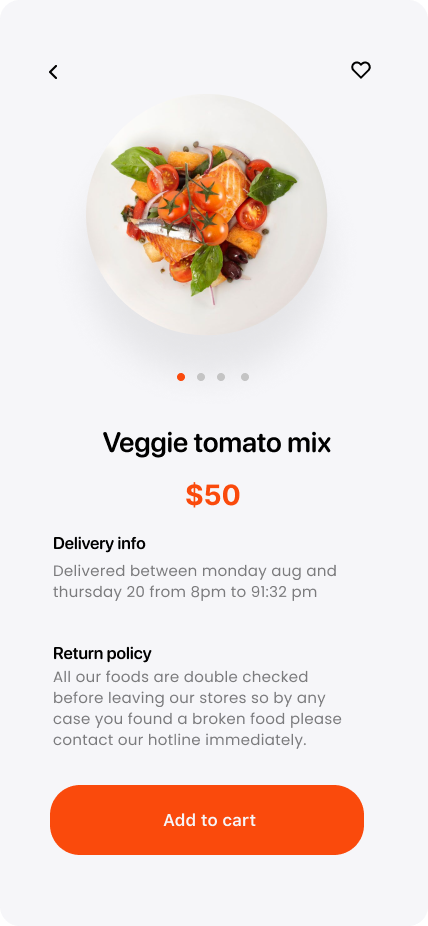 Veggie tomato mix
$50
Delivery info
Delivered between monday aug and
thursday 20 from 8pm to 91:32 pm
Return policy
All our foods are double checked
before leaving our stores so by any
case you found a broken food please
contact our hotline immediately.
Add to cart